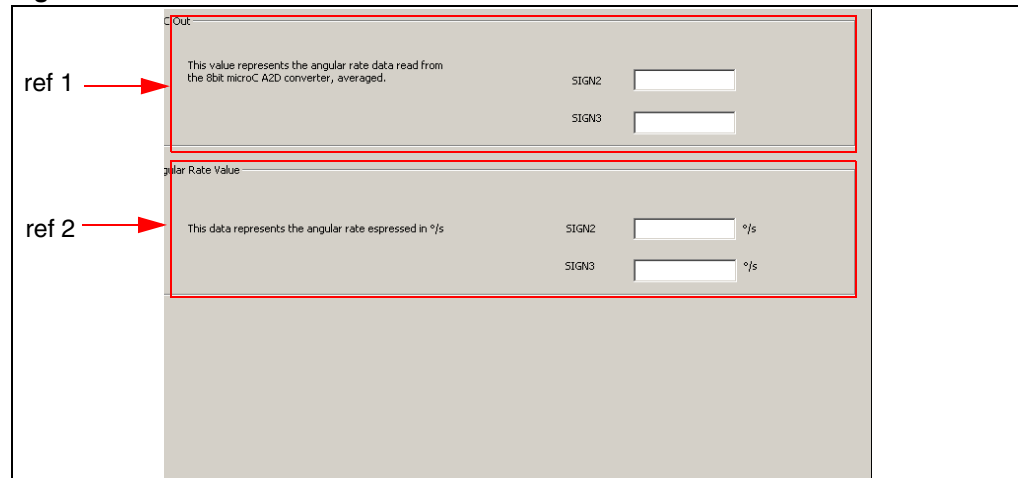 C Out
This value represents the angular rate data read from
the 8bit microC A2D converter, averaged.
SIGN2
SIGN3
ref 1
gular Rate Value
This data represents the angular rate espressed in °/s
SIGN2 °/s
SIGN3 °/s
ref 2